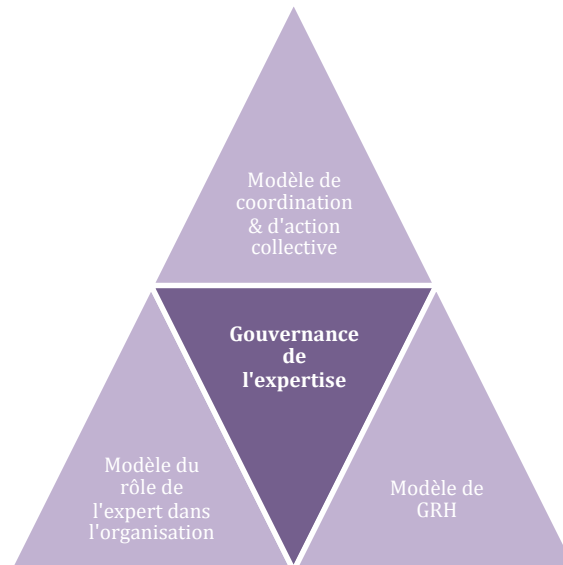 Modèle de
coordination
& d'action
collective
Gouvernance
de
l'expertise
Modèle du
rôle de
l'expert dans
l'organisation
Modèle de
GRH